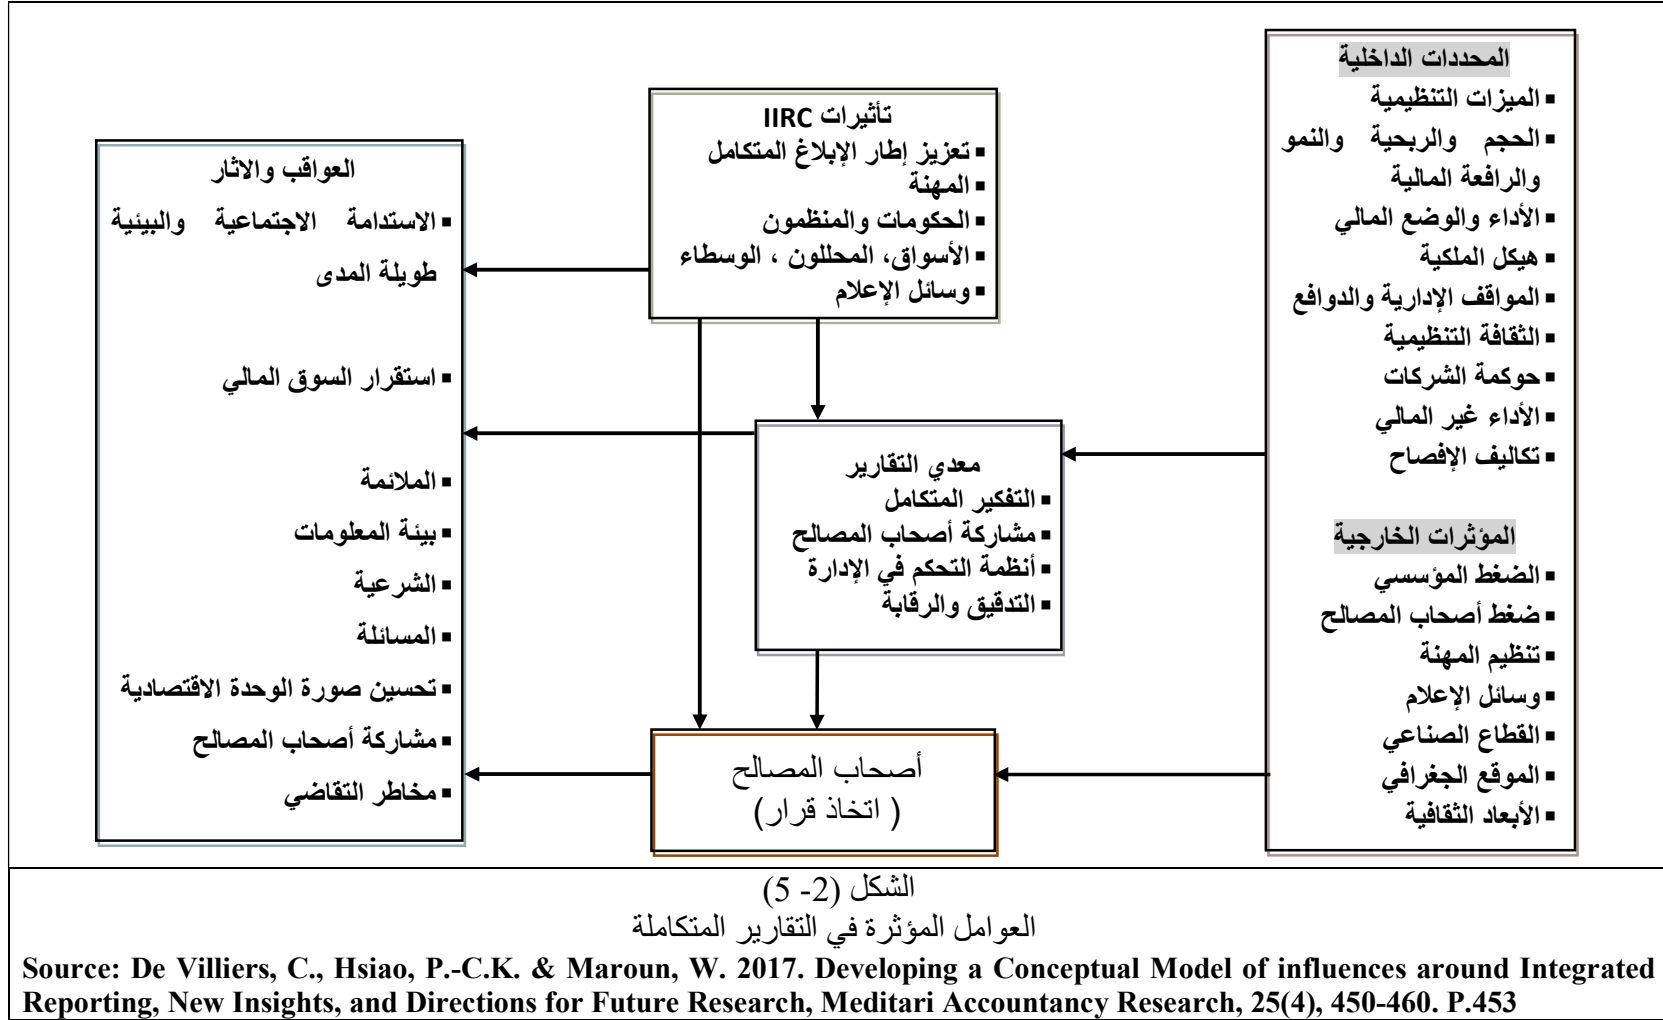 المحددات الداخلية
▪ الميزات التنظيمية
▪ الحجم والربحية والنمو
والرافعة المالية
▪ الأداء والوضع المالي
▪ هيكل الملكية
▪ المواقف الإدارية والدوافع
▪ الثقافة التنظيمية
▪ حوكمة الشركات
▪ الأداء غير المالي
▪ تكاليف الإفصاح
المؤثرات الخارجية
▪ الضغط المؤسسي
▪ ضغط أصحاب المصالح
▪ تنظيم المهنة
▪ وسائل الإعلام
▪ القطاع الصناعي
▪ الموقع الجغرافي
▪ الأبعاد الثقافية
تأثيرات IIRC
▪ تعزيز إطار الإبلاغ المتكامل
▪ المهنة
▪ الحكومات والمنظمون
▪ الأسواق، المحللون ، الوسطاء
▪ وسائل الإعلام
معدي التقارير
▪ التفكير المتكامل
▪ مشاركة أصحاب المصالح
▪ أنظمة التحكم في الإدارة
▪ التدقيق والرقابة
أصحاب المصالح
( اتخاذ قرار)
العواقب والاثار
▪ الاستدامة الاجتماعية والبيئية
طويلة المدى
▪ استقرار السوق المالي
▪ الملائمة
▪ بيئة المعلومات
▪ الشرعية
▪ المسائلة
▪ تحسين صورة الوحدة الاقتصادية
▪ مشاركة أصحاب المصالح
▪ مخاطر التقاضي
الشكل (2- 5)
العوامل المؤثرة في التقارير المتكاملة
Source: De Villiers, C., Hsiao, P.-C.K. & Maroun, W. 2017. Developing a Conceptual Model of influences around Integrated
Reporting, New Insights, and Directions for Future Research, Meditari Accountancy Research, 25(4), 450-460. P.453